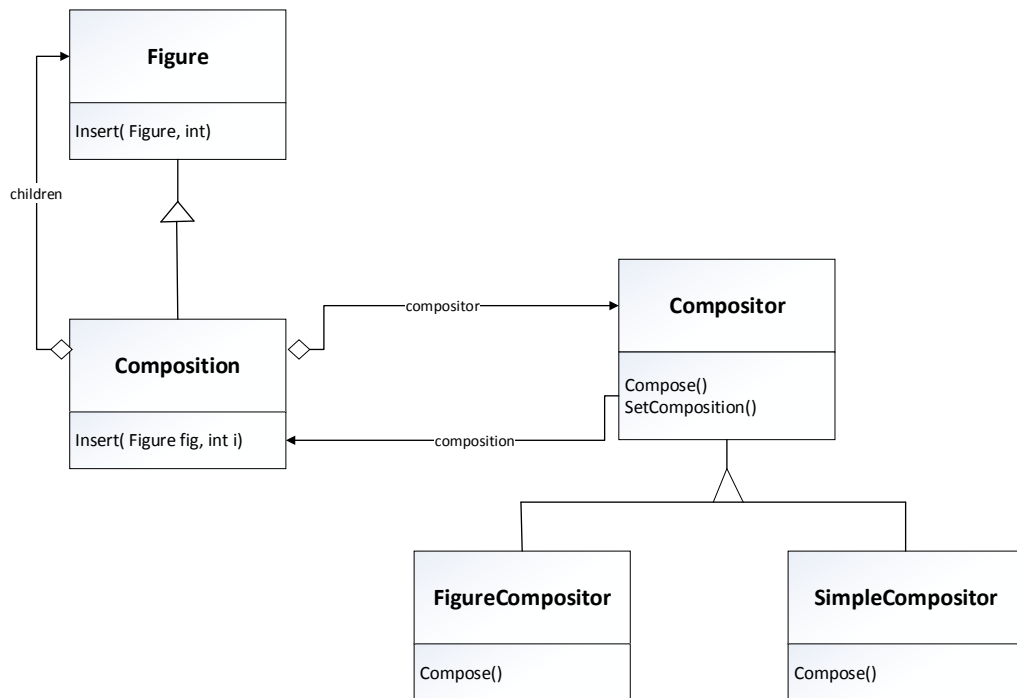 Figure
Insert( Figure, int)
children
Composition
Insert( Figure fig, int i)
compositor
composition
Compositor
Compose()
SetComposition()
FigureCompositor
Compose()
SimpleCompositor
Compose()